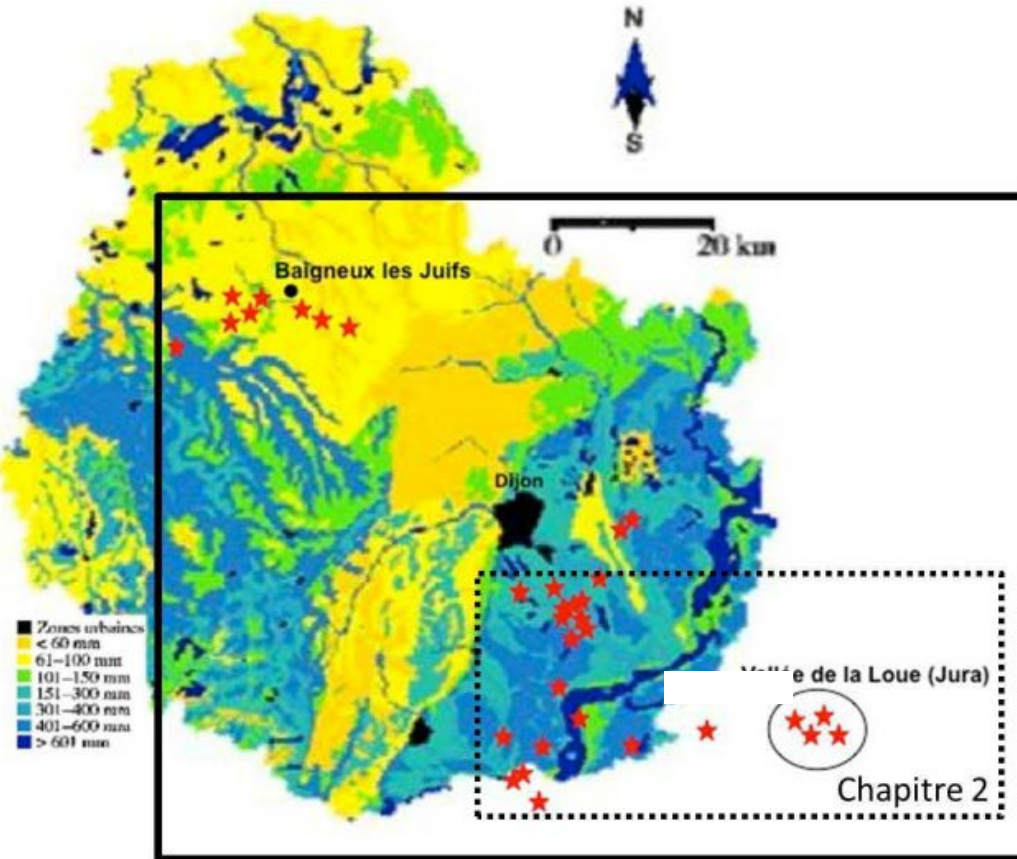 N
S
0 20 km
Baigneux les Juifs
Dijon
Zones urbaines
< 60 mm
61–100 mm
101–150 mm
151–300 mm
301–400 mm
401–600 mm
> 601 mm
de la Loue (Jura)
Chapitre 2